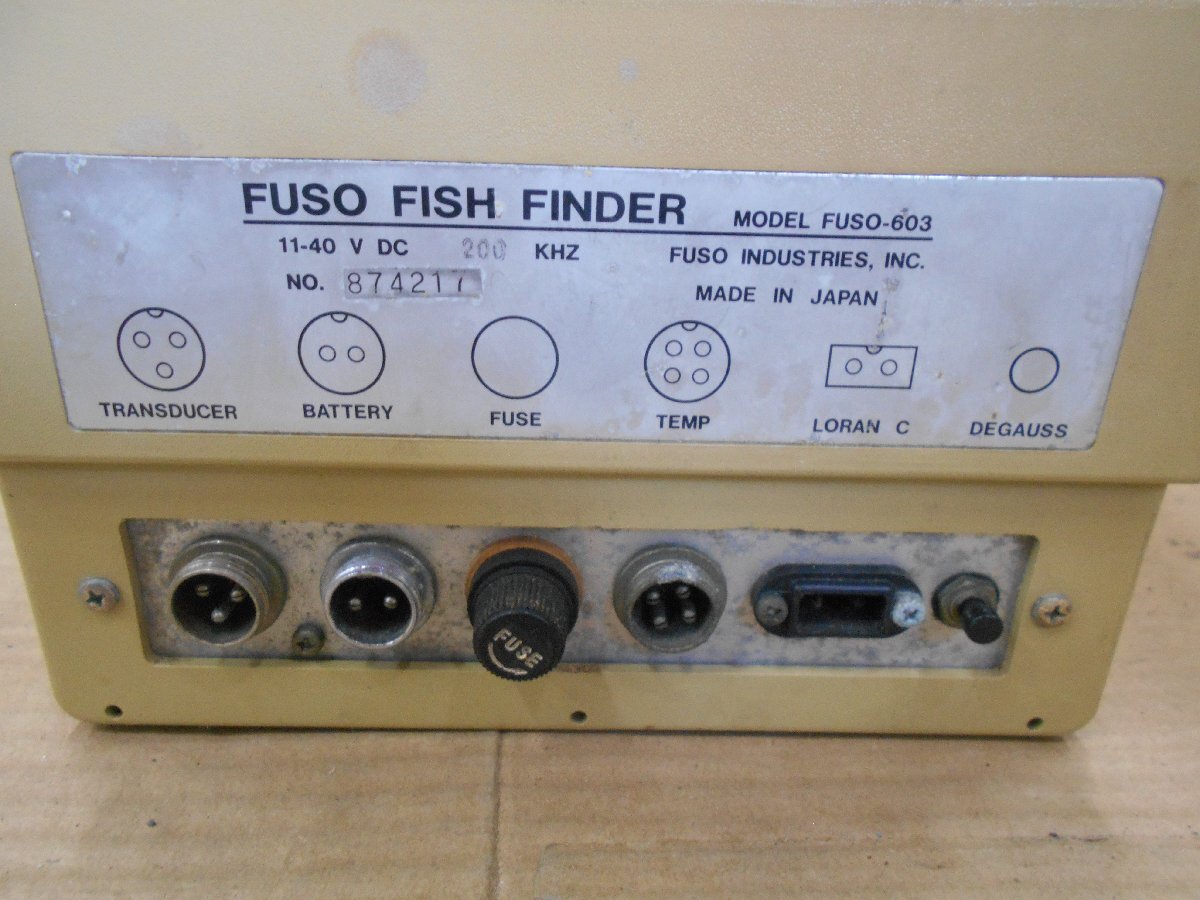 FUSO FISH FINDER MODEL FUSO-603
11-40 V DC 200 KHZ FUSO INDUSTRIES, INC.
NO. 874217 MADE IN JAPAN
TRANSDUCER BATTERY FUSE TEMP LORAN C DEGAUSS
FUSE